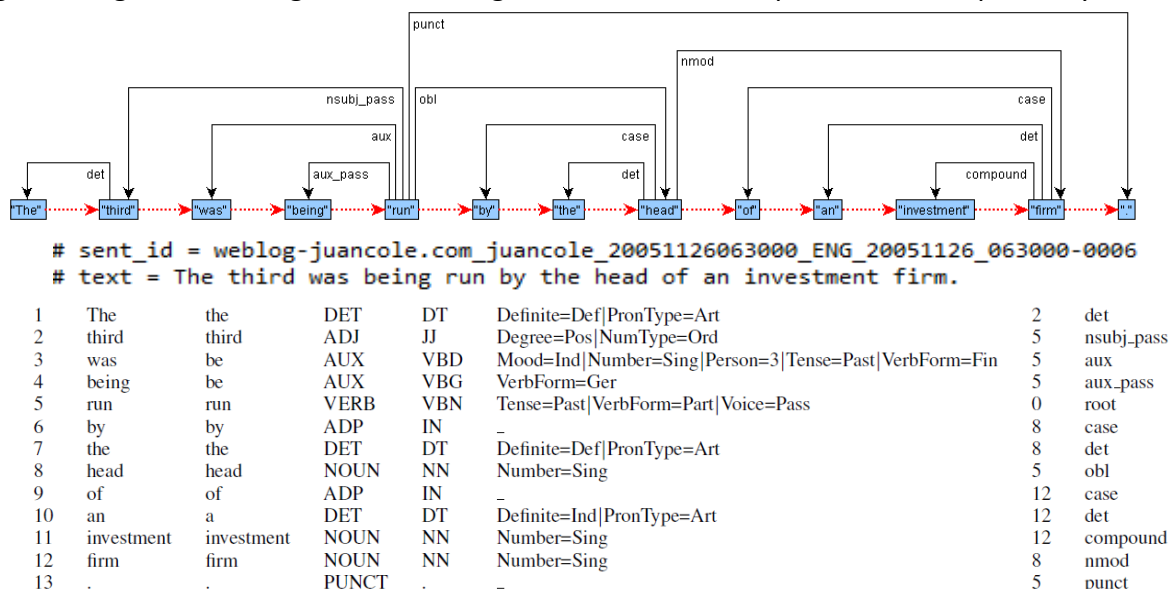 punct
nmod
nsubj_pass obl case
aux case det
det aux_pass det compound
"The" "third" "was" "being" "run" "by" "the" "head" "of" "an" "investment" "firm" "."
# sent_id = weblog-juancole.com_juancole_20051126063000_ENG_20051126_063000-0006
# text = The third was being run by the head of an investment firm.
1 The the DET DT Definite=Def|PronType=Art 2 det
2 third third ADJ JJ Degree=Pos|NumType=Ord 5 nsubj_pass
3 was be AUX VBD Mood=Ind|Number=Sing|Person=3|Tense=Past|VerbForm=Fin 5 aux
4 being be AUX VBG VerbForm=Ger 5 aux_pass
5 run run VERB VBN Tense=Past|VerbForm=Part|Voice=Pass 0 root
6 by by ADP IN _ 8 case
7 the the DET DT Definite=Def|PronType=Art 8 det
8 head head NOUN NN Number=Sing 5 obl
9 of of ADP IN _ 12 case
10 an a DET DT Definite=Ind|PronType=Art 12 det
11 investment investment NOUN NN Number=Sing 12 compound
12 firm firm NOUN NN Number=Sing 8 nmod
13 . . PUNCT . _ 5 punct